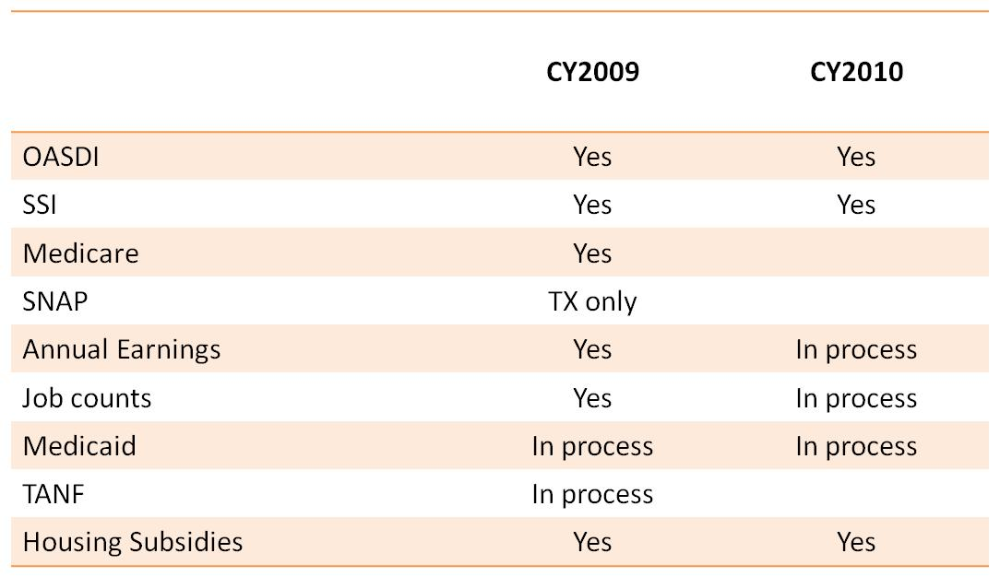 CY2009 CY2010
OASDI Yes Yes
SSI Yes Yes
Medicare Yes
SNAP TX only
Annual Earnings Yes In process
Job counts Yes In process
Medicaid In process In process
TANF In process
Housing Subsidies Yes Yes